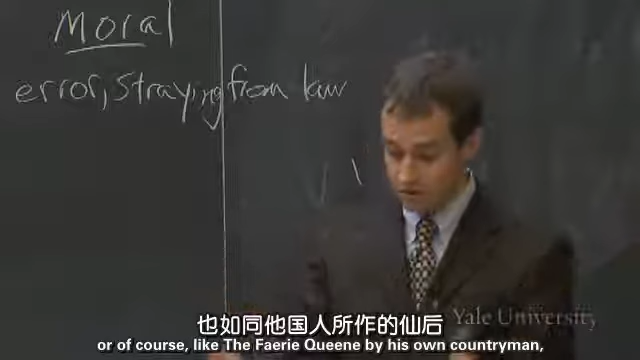 Moral
error, straying from law
Yale University
也如同他国人所作的仙后
or of course, like The Faerie Queene by his own countryman,